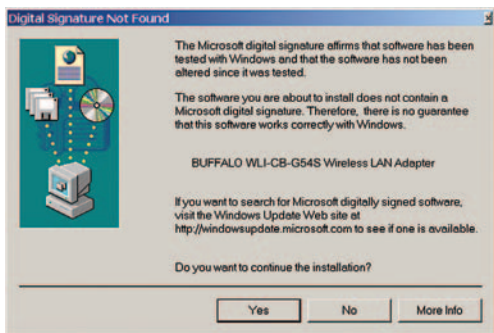 Digital Signature Not Found
The Microsoft digital signature affirms that software has been
tested with Windows and that the software has not been
altered since it was tested.
The software you are about to install does not contain a
Microsoft digital signature. Therefore, there is no guarantee
that this software works correctly with Windows.
BUFFALO WLI-CB-G54S Wireless LAN Adapter
If you want to search for Microsoft digitally signed software,
visit the Windows Update Web site at
http://windowsupdate.microsoft.com to see if one is available.
Do you want to continue the installation?
Yes No More Info